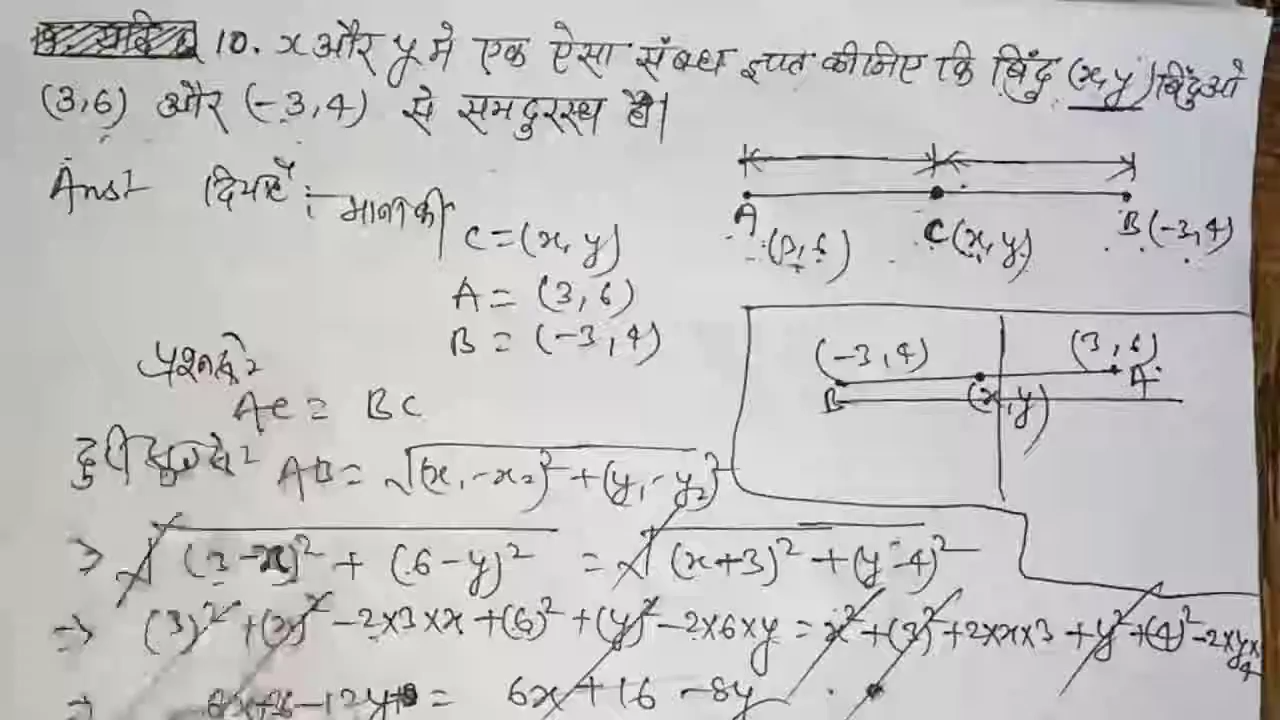 10. x और y में एक ऐसा संबंध ज्ञात कीजिए कि बिंदु (x, y) बिंदुओ
(3,6) और (-3,4) से समदुरस्थ हो।
Ans:- दिया है :- माना की
C = (x, y)
A = (3, 6)
B = (-3, 4)
A C(x, y) B(-3, 4)
(-3, 4) (3, 6)
B (x, y) A
प्रश्न से
AC = BC
दुरी सूत्र से AB = √(x₁-x₂)² + (y₁-y₂)²
⇒ √(3-x)² + (6-y)² = √(x+3)² + (y-4)²
⇒ (3)² + (x)² - 2×3×x + (6)² + (y)² - 2×6×y = x² + (3)² + 2×x×3 + y² + (4)² - 2×y×4
⇒ -12y = 6x + 16 - 8y